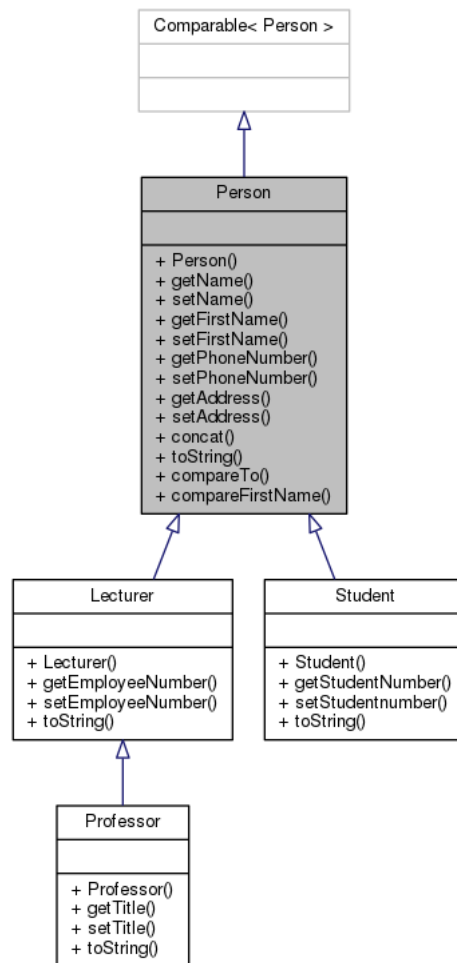 Comparable< Person >
Person
+ Person()
+ getName()
+ setName()
+ getFirstName()
+ setFirstName()
+ getPhoneNumber()
+ setPhoneNumber()
+ getAddress()
+ setAddress()
+ concat()
+ toString()
+ compareTo()
+ compareFirstName()
Lecturer
+ Lecturer()
+ getEmployeeNumber()
+ setEmployeeNumber()
+ toString()
Student
+ Student()
+ getStudentNumber()
+ setStudentnumber()
+ toString()
Professor
+ Professor()
+ getTitle()
+ setTitle()
+ toString()